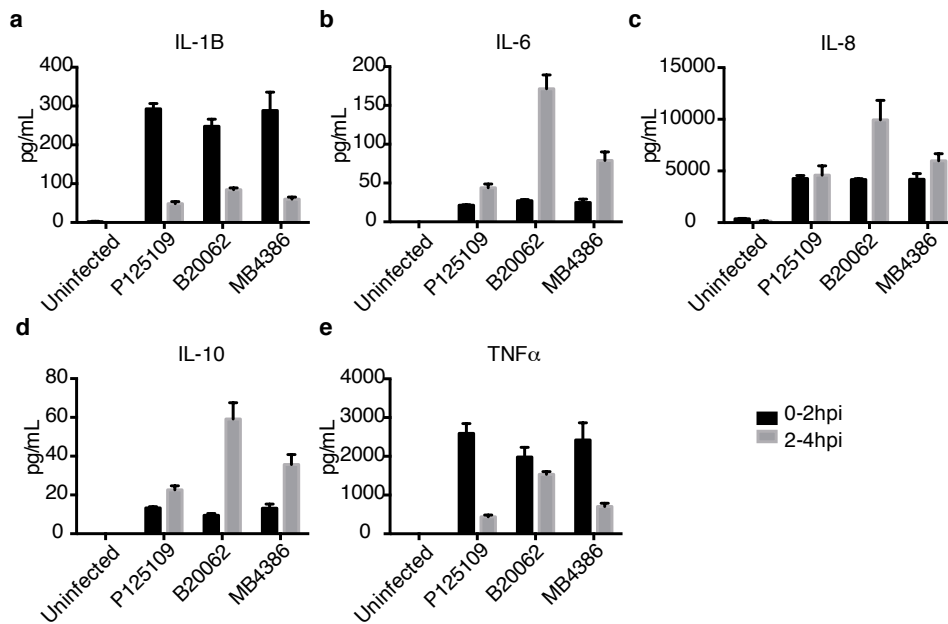 a
IL-1B
pg/mL
400
300
200
100
0
Uninfected
P125109
B20062
MB4386
b
IL-6
pg/mL
200
150
100
50
0
Uninfected
P125109
B20062
MB4386
c
IL-8
pg/mL
15000
10000
5000
0
Uninfected
P125109
B20062
MB4386
d
IL-10
pg/mL
80
60
40
20
0
Uninfected
P125109
B20062
MB4386
e
TNFα
pg/mL
4000
3000
2000
1000
0
Uninfected
P125109
B20062
MB4386
0-2hpi
2-4hpi